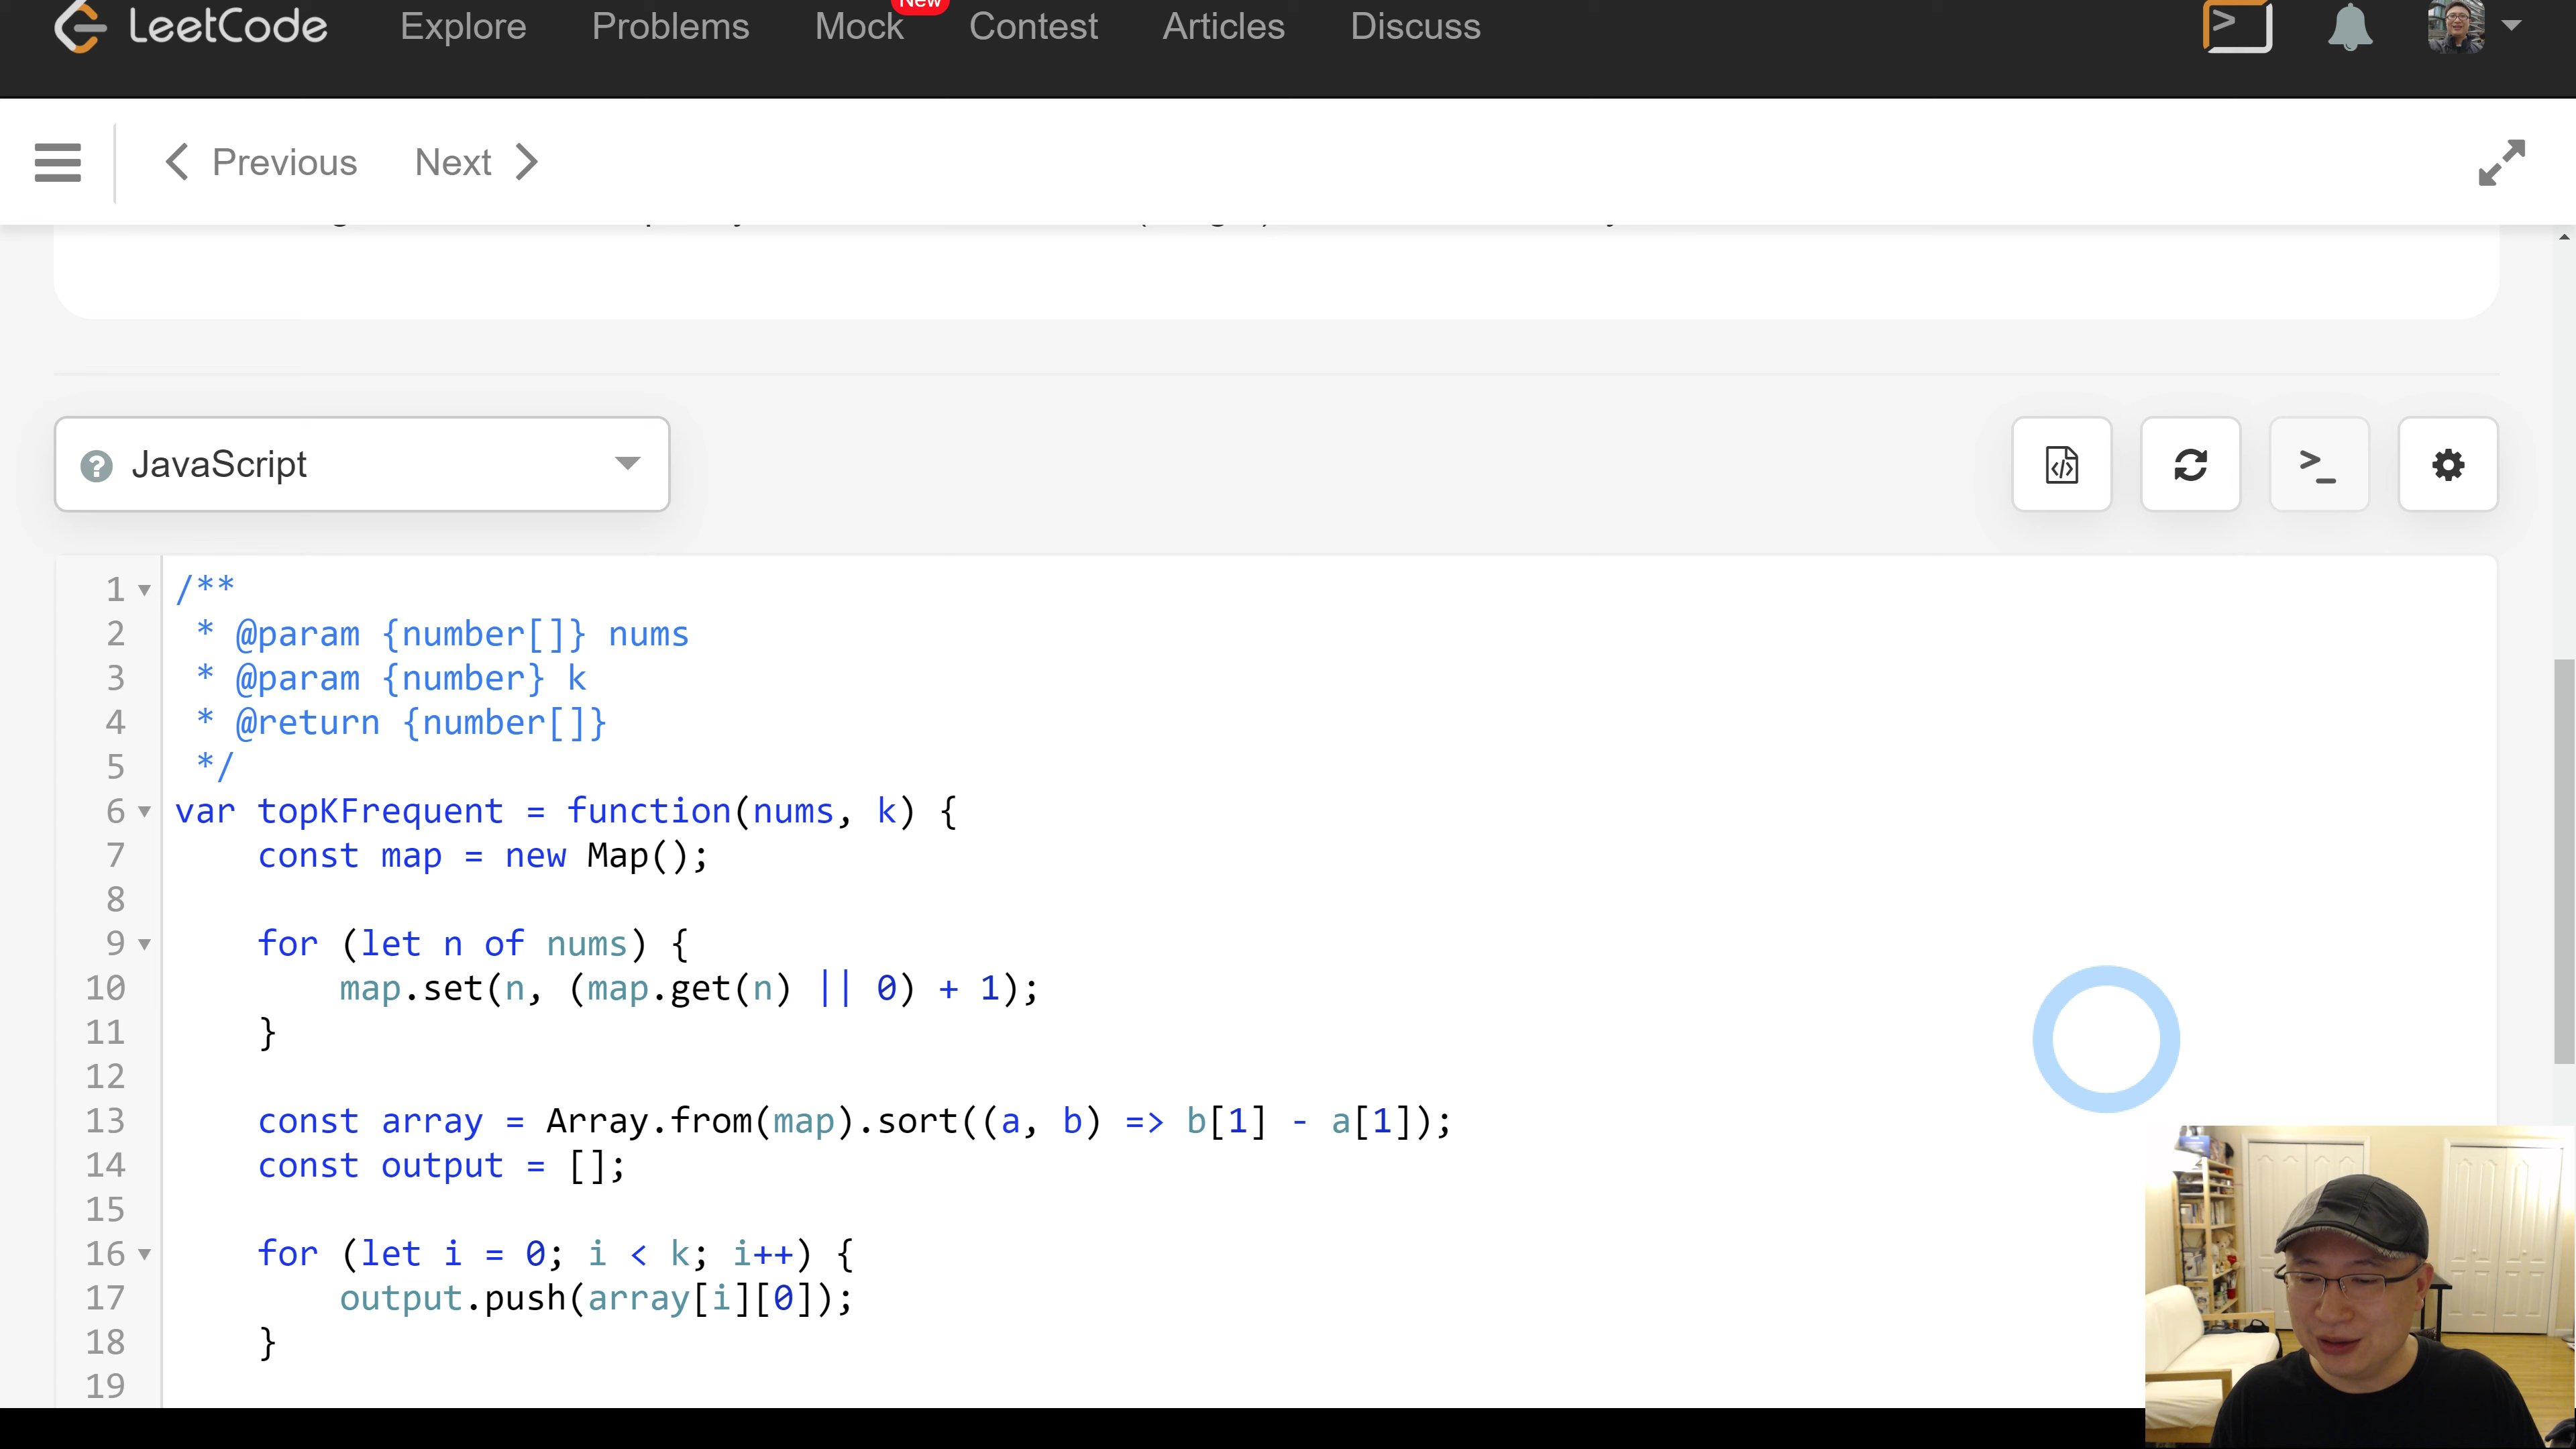 LeetCode Explore Problems Mock New Contest Articles Discuss
Previous Next
JavaScript
1 /**
2 * @param {number[]} nums
3 * @param {number} k
4 * @return {number[]}
5 */
6 var topKFrequent = function(nums, k) {
7 const map = new Map();
8
9 for (let n of nums) {
10 map.set(n, (map.get(n) || 0) + 1);
11 }
12
13 const array = Array.from(map).sort((a, b) => b[1] - a[1]);
14 const output = [];
15
16 for (let i = 0; i < k; i++) {
17 output.push(array[i][0]);
18 }
19